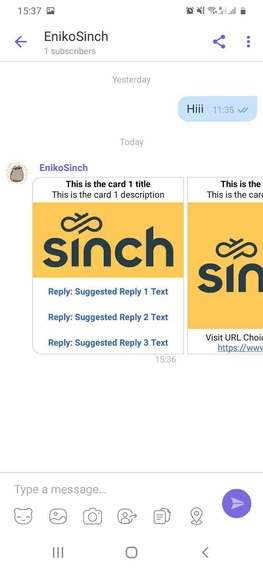 15:37
EnikoSinch
1 subscribers
Yesterday
Hiii 11:35
Today
EnikoSinch
This is the card 1 title
This is the card 1 description
sinch
Reply: Suggested Reply 1 Text
Reply: Suggested Reply 2 Text
Reply: Suggested Reply 3 Text
This is the
This is the car
sin
Visit URL Choi
https://www
15:36
Type a message...